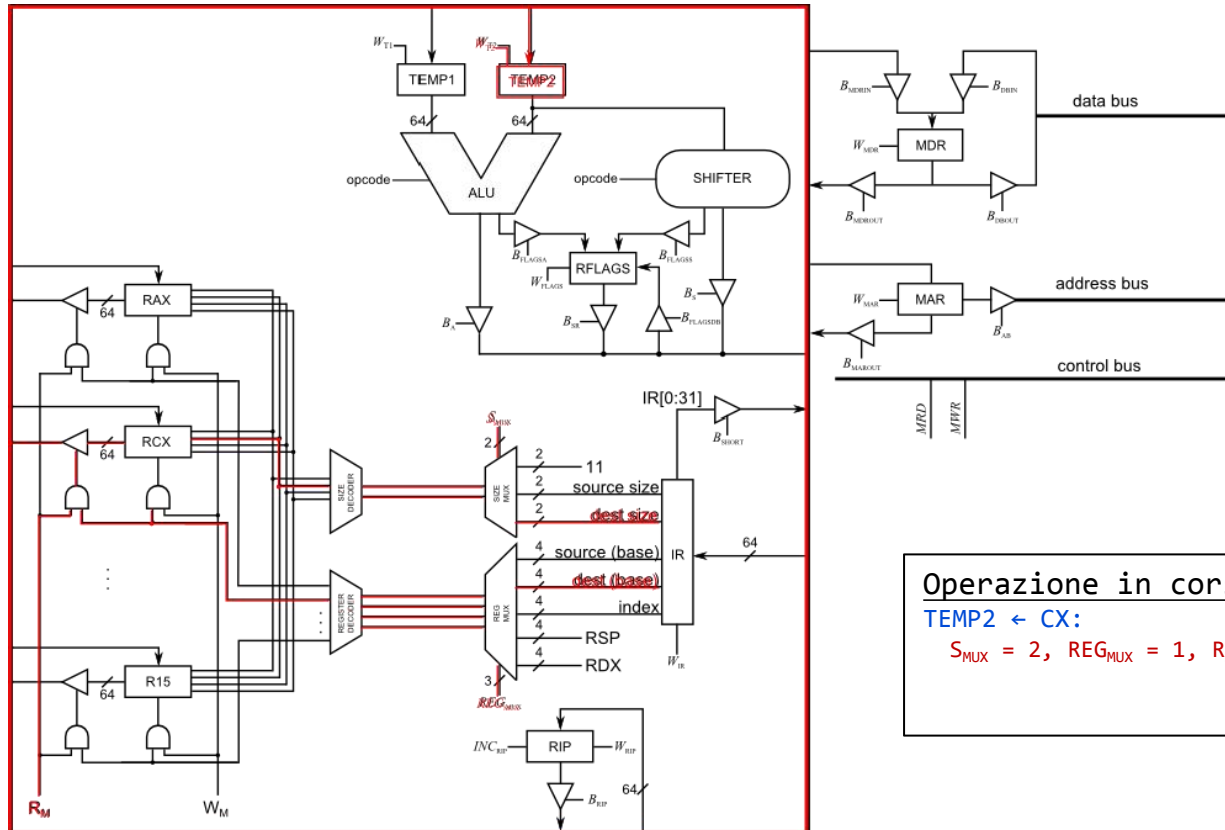 W_T1
W_T2
TEMP1
TEMP2
64
64
opcode
ALU
opcode
SHIFTER
B_FLAGSA
B_FLAGSS
RFLAGS
W_FLAGS
B_A
B_SR
B_FLAGSDB
B_S
B_MDRIN
B_DBIN
data bus
W_MDR
MDR
B_MDROUT
B_DBOUT
W_MAR
MAR
address bus
B_AB
B_MAROUT
control bus
MRD
MWR
RAX
64
RCX
64
R15
64
R_M
W_M
SIZE DECODER
REGISTER DECODER
S_MUX
2
SIZE MUX
2
11
2
source size
2
dest size
REG MUX
4
source (base)
4
dest (base)
4
index
4
RSP
4
RDX
3
REG_MUX
IR[0:31]
B_SHORT
IR
64
W_IR
INC_RIP
RIP
W_RIP
B_RIP
64
Operazione in cor
TEMP2 ← CX:
S_MUX = 2, REG_MUX = 1, R